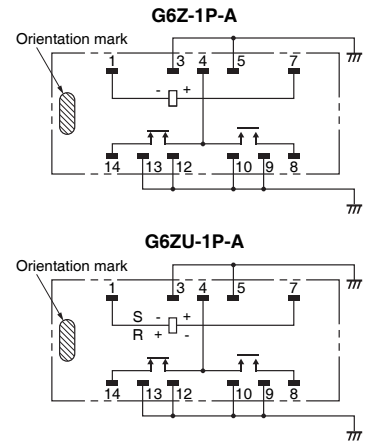 G6Z-1P-A
Orientation mark
1 3 4 5 7
- +
14 13 12 10 9 8
G6ZU-1P-A
Orientation mark
1 3 4 5 7
S - +
R + -
14 13 12 10 9 8